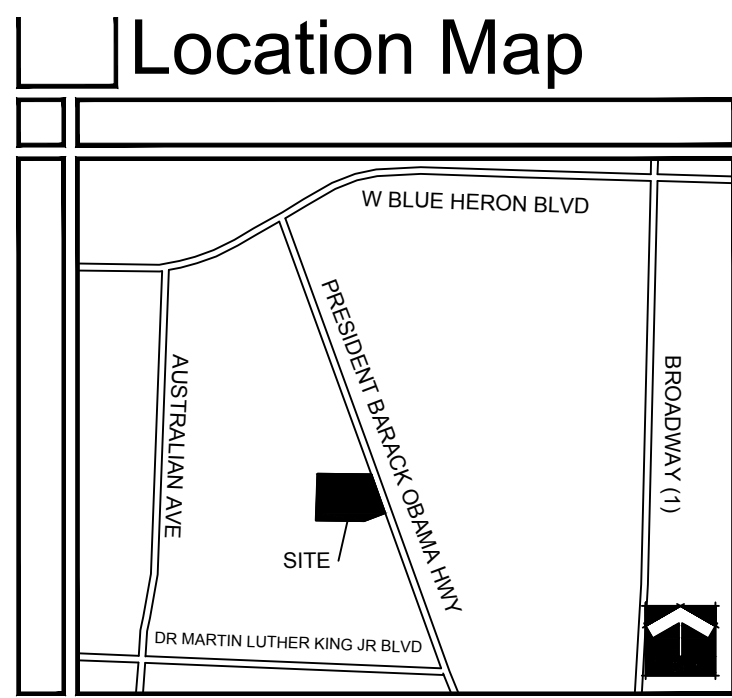 Location Map
W BLUE HERON BLVD
PRESIDENT BARACK OBAMA HWY
AUSTRALIAN AVE
BROADWAY (1)
SITE
DR MARTIN LUTHER KING JR BLVD